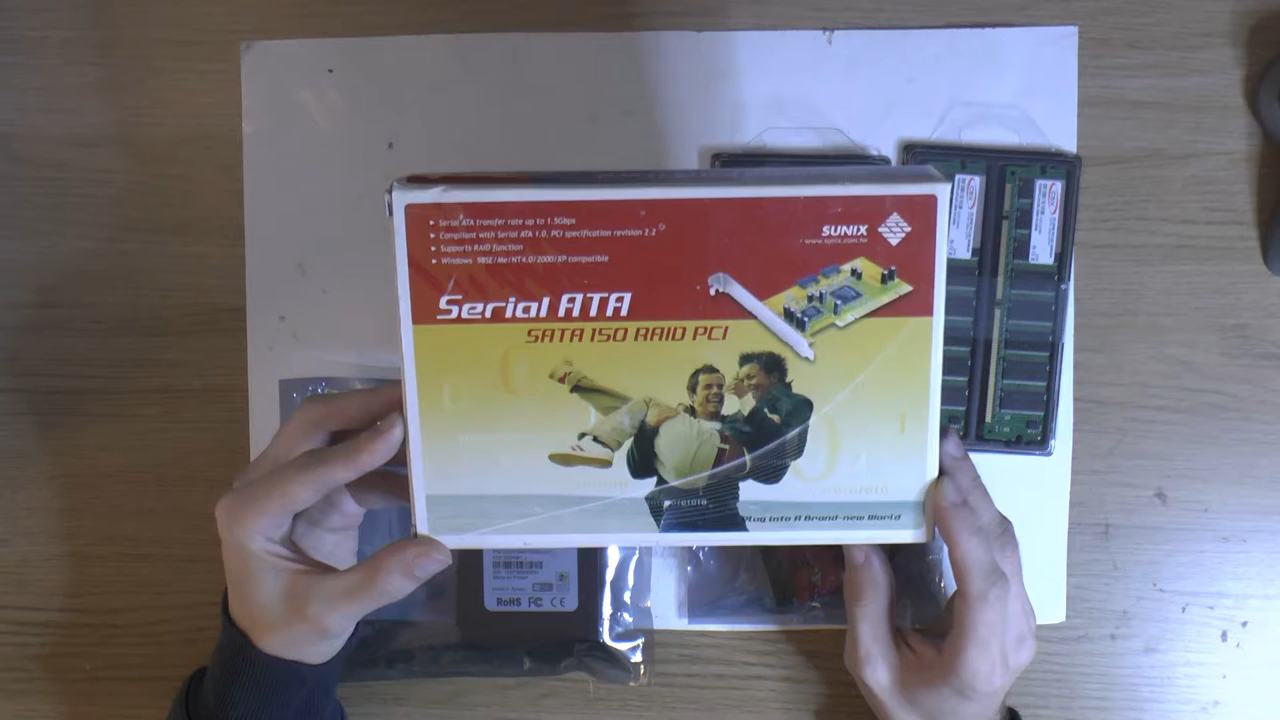 ▸ Serial ATA transfer rate up to 1.5Gbps
▸ Compliant with Serial ATA 1.0, PCI specification revision 2.2
▸ Supports RAID function
▸ Windows 98SE/Me/NT4.0/2000/XP compatible
SUNIX
www.sunix.com.tw
Serial ATA
SATA 150 RAID PCI
Plug Into A Brand-new World
RoHS FC CE